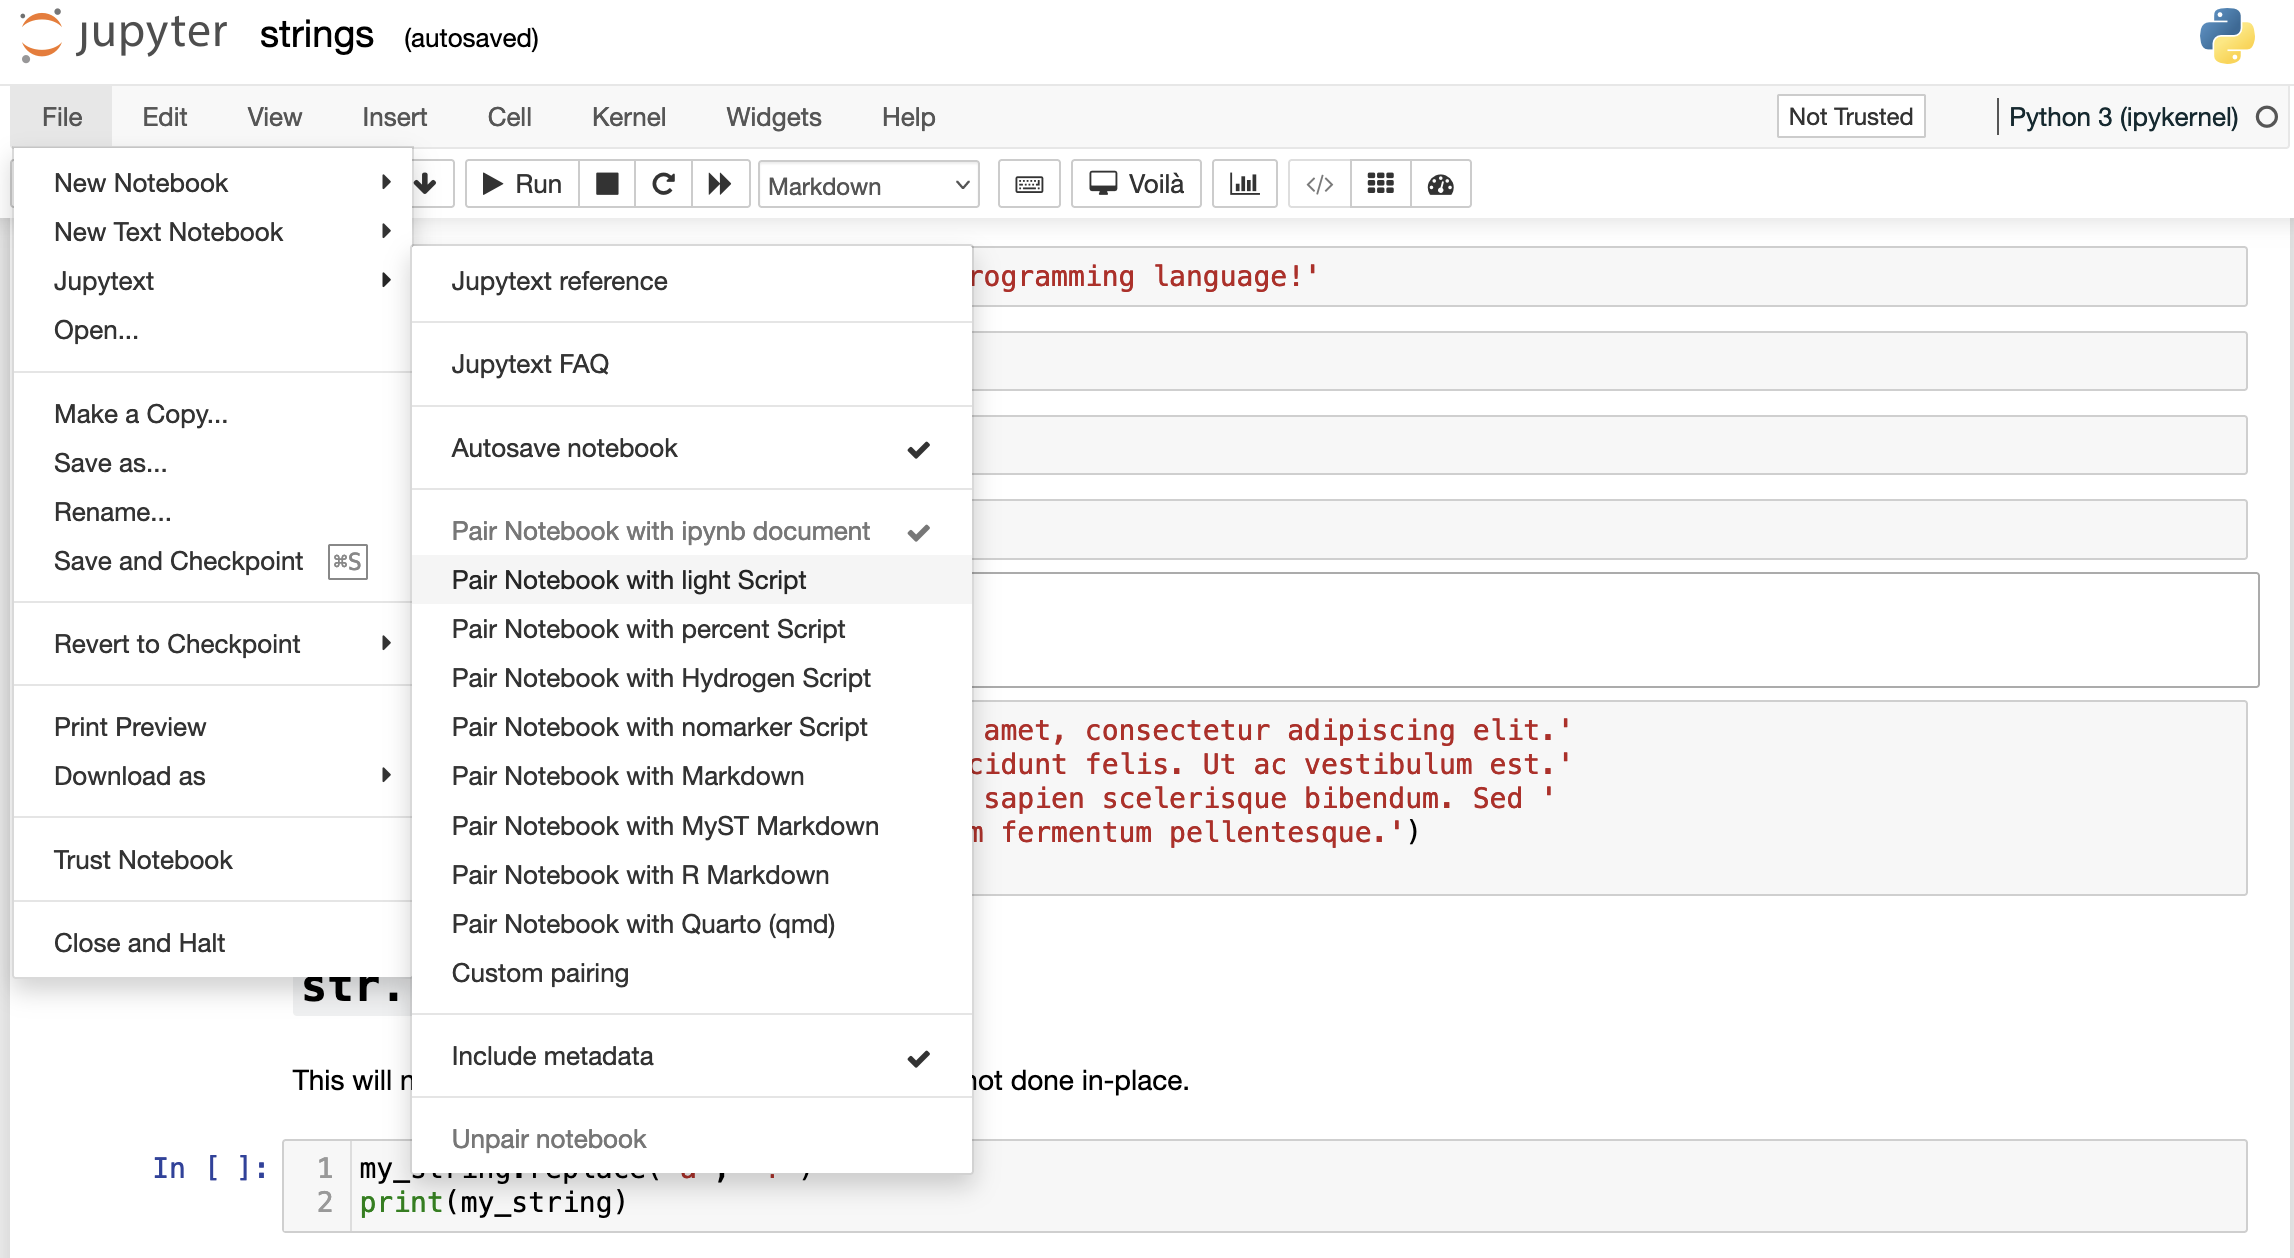 jupyter strings (autosaved)
File Edit View Insert Cell Kernel Widgets Help Not Trusted Python 3 (ipykernel)
Run Markdown Voilà </>
New Notebook
New Text Notebook
Jupytext
Open...
Make a Copy...
Save as...
Rename...
Save and Checkpoint ⌘S
Revert to Checkpoint
Print Preview
Download as
Trust Notebook
Close and Halt
Jupytext reference
Jupytext FAQ
Autosave notebook
Pair Notebook with ipynb document
Pair Notebook with light Script
Pair Notebook with percent Script
Pair Notebook with Hydrogen Script
Pair Notebook with nomarker Script
Pair Notebook with Markdown
Pair Notebook with MyST Markdown
Pair Notebook with R Markdown
Pair Notebook with Quarto (qmd)
Custom pairing
Include metadata
Unpair notebook
rogramming language!'
amet, consectetur adipiscing elit.'
cidunt felis. Ut ac vestibulum est.'
sapien scelerisque bibendum. Sed '
m fermentum pellentesque.')
str.
This will not done in-place.
In [ ]:
1 my_string.replace(
2 print(my_string)